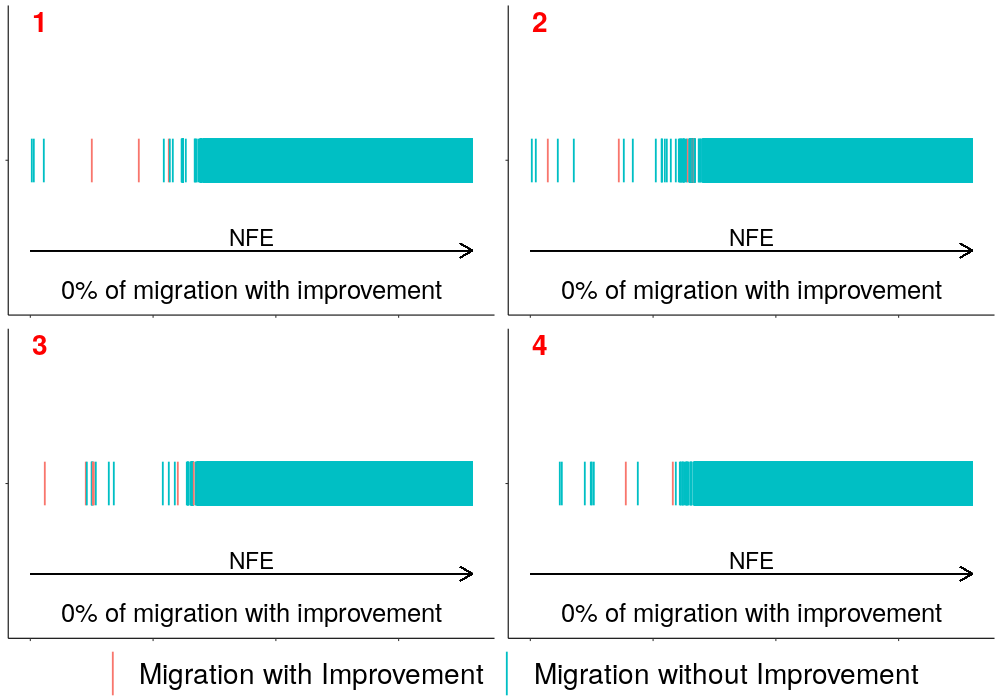 1
NFE
0% of migration with improvement
2
NFE
0% of migration with improvement
3
NFE
0% of migration with improvement
4
NFE
0% of migration with improvement
Migration with Improvement
Migration without Improvement